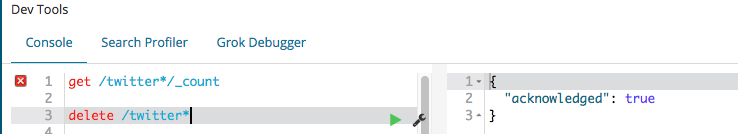 Dev Tools
Console Search Profiler Grok Debugger
1 get /twitter*/_count
2
3 delete /twitter*
4
1 {
2 "acknowledged": true
3 }